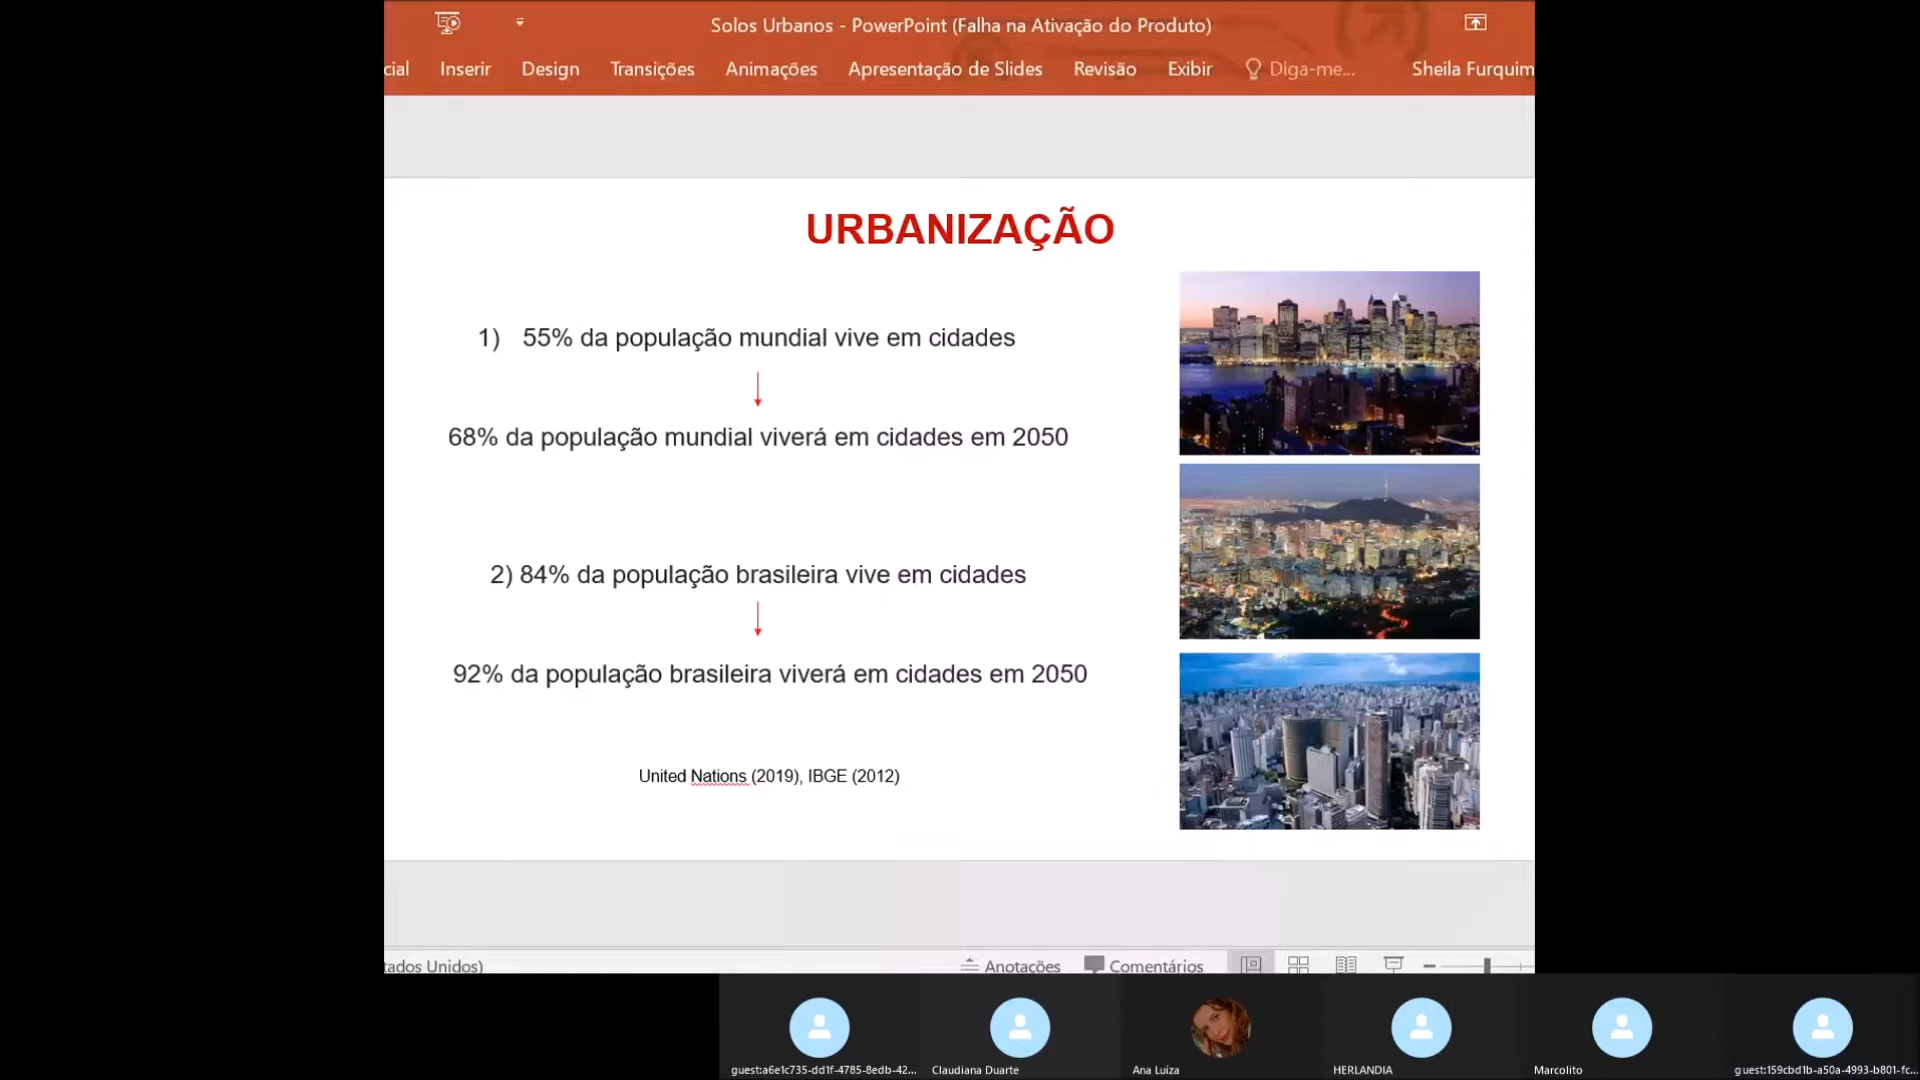 Solos Urbanos - PowerPoint (Falha na Ativação do Produto)
cial Inserir Design Transições Animações Apresentação de Slides Revisão Exibir Diga-me... Sheila Furquim
URBANIZAÇÃO
1) 55% da população mundial vive em cidades
68% da população mundial viverá em cidades em 2050
2) 84% da população brasileira vive em cidades
92% da população brasileira viverá em cidades em 2050
United Nations (2019), IBGE (2012)
tados Unidos) Anotações Comentários
guest:a6e1c735-dd1f-4785-8edb-42... Claudiana Duarte Ana Luíza HERLANDIA Marcolito guest:159cbd1b-a50a-4993-b801-fc...